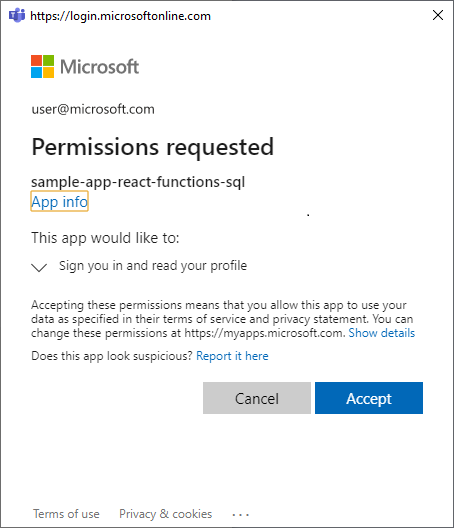 https://login.microsoftonline.com
Microsoft
user@microsoft.com
Permissions requested
sample-app-react-functions-sql
App info
This app would like to:
Sign you in and read your profile
Accepting these permissions means that you allow this app to use your
data as specified in their terms of service and privacy statement. You can
change these permissions at https://myapps.microsoft.com. Show details
Does this app look suspicious? Report it here
Cancel Accept
Terms of use Privacy & cookies ...